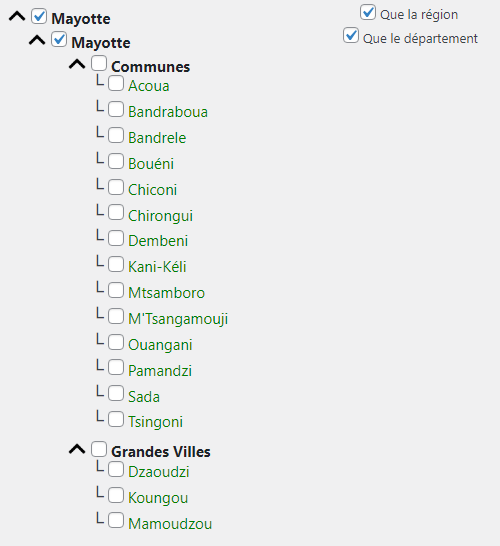 Mayotte
Que la région
Mayotte
Que le département
Communes
Acoua
Bandraboua
Bandrele
Bouéni
Chiconi
Chirongui
Dembeni
Kani-Kéli
Mtsamboro
M'Tsangamouji
Ouangani
Pamandzi
Sada
Tsingoni
Grandes Villes
Dzaoudzi
Koungou
Mamoudzou